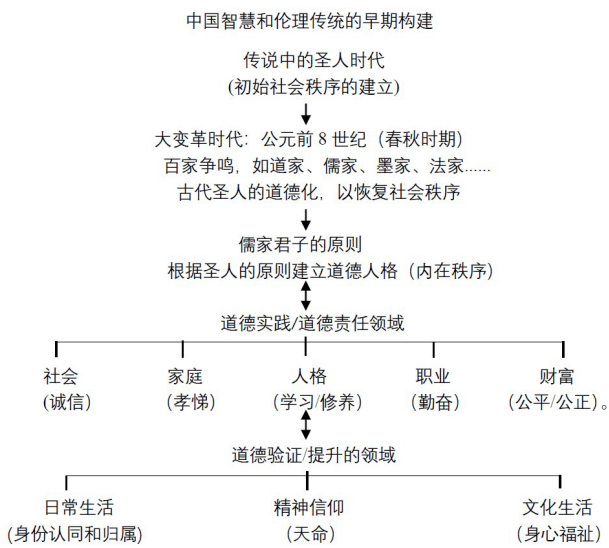 中国智慧和伦理传统的早期构建
传说中的圣人时代
(初始社会秩序的建立)
大变革时代：公元前 8 世纪（春秋时期）
百家争鸣，如道家、儒家、墨家、法家......
古代圣人的道德化，以恢复社会秩序
儒家君子的原则
根据圣人的原则建立道德人格（内在秩序）
道德实践/道德责任领域
社会 家庭 人格 职业 财富
(诚信） （孝悌） （学习/修养） （勤奋） （公平/公正）。
道德验证/提升的领域
日常生活 精神信仰 文化生活
(身份认同和归属) （天命） （身心福祉）